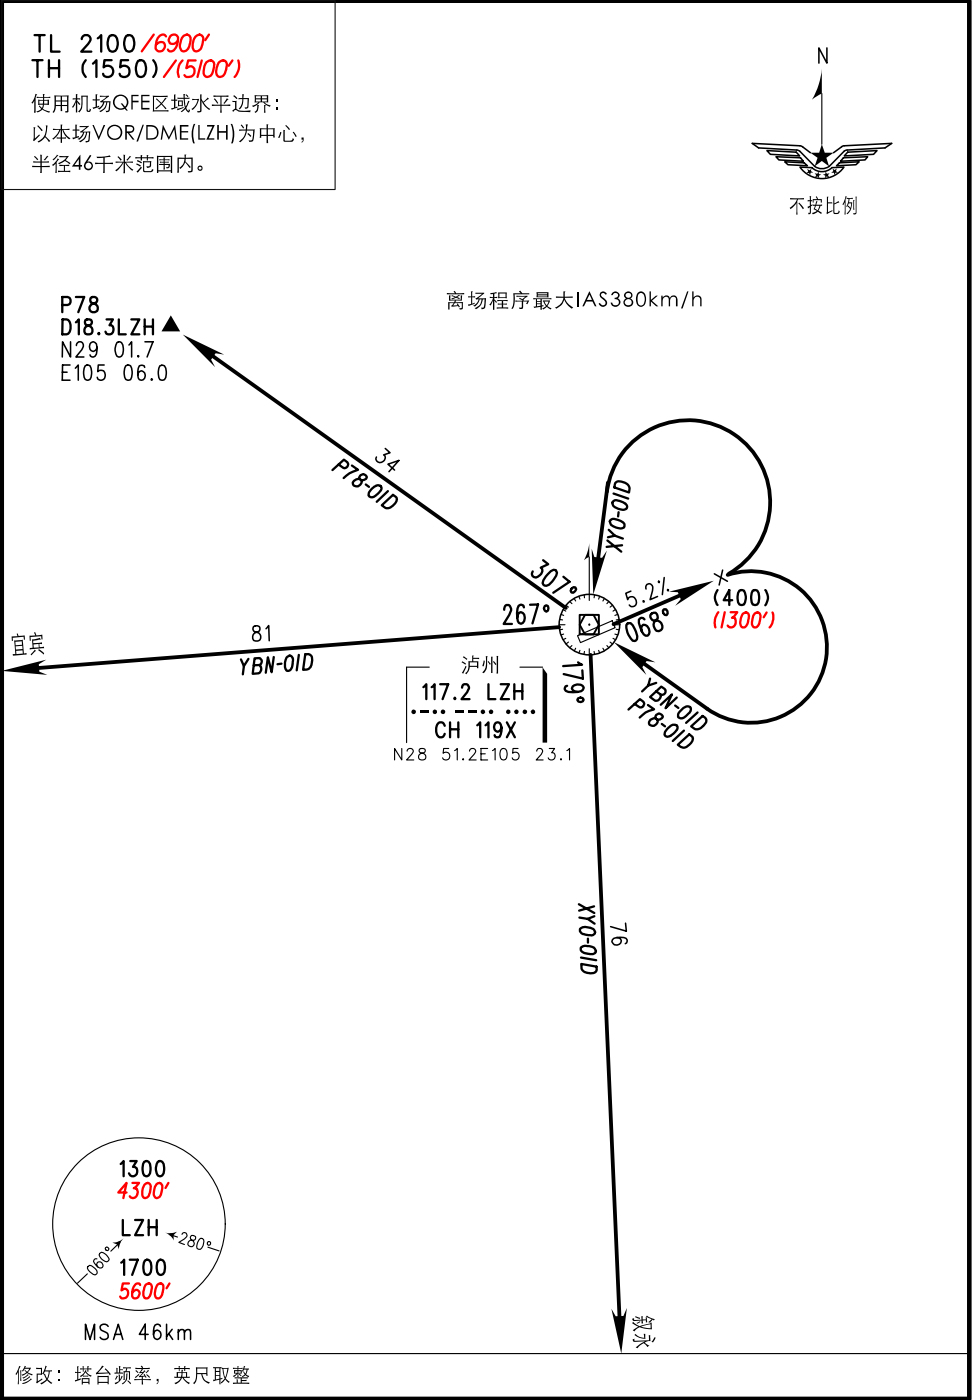 TL 2100/6900'
TH (1550)/(5100')
使用机场QFE区域水平边界：
以本场VOR/DME(LZH)为中心，
半径46千米范围内。
N
不按比例
离场程序最大IAS380km/h
P78
D18.3LZH
N29 01.7
E105 06.0
34
P78-01D
XYO-01D
307°
267°
5.2%
068°
(400)
(1300')
宜宾
81
YBN-01D
179°
YBN-01D
P78-01D
泸州
117.2 LZH
CH 119X
N28 51.2E105 23.1
76
XYO-01D
叙永
1300
4300'
LZH
280°
060°
1700
5600'
MSA 46km
修改：塔台频率，英尺取整